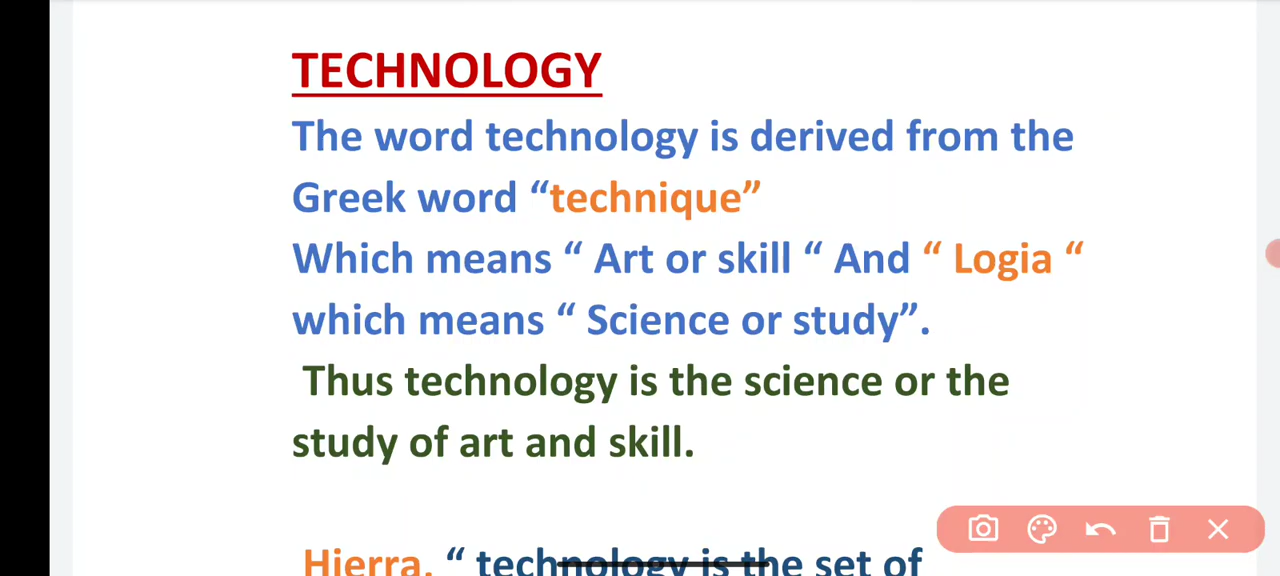 TECHNOLOGY
The word technology is derived from the
Greek word “technique”
Which means “ Art or skill “ And “ Logia “
which means “ Science or study”.
Thus technology is the science or the
study of art and skill.
Hierra. “ technology is the set of